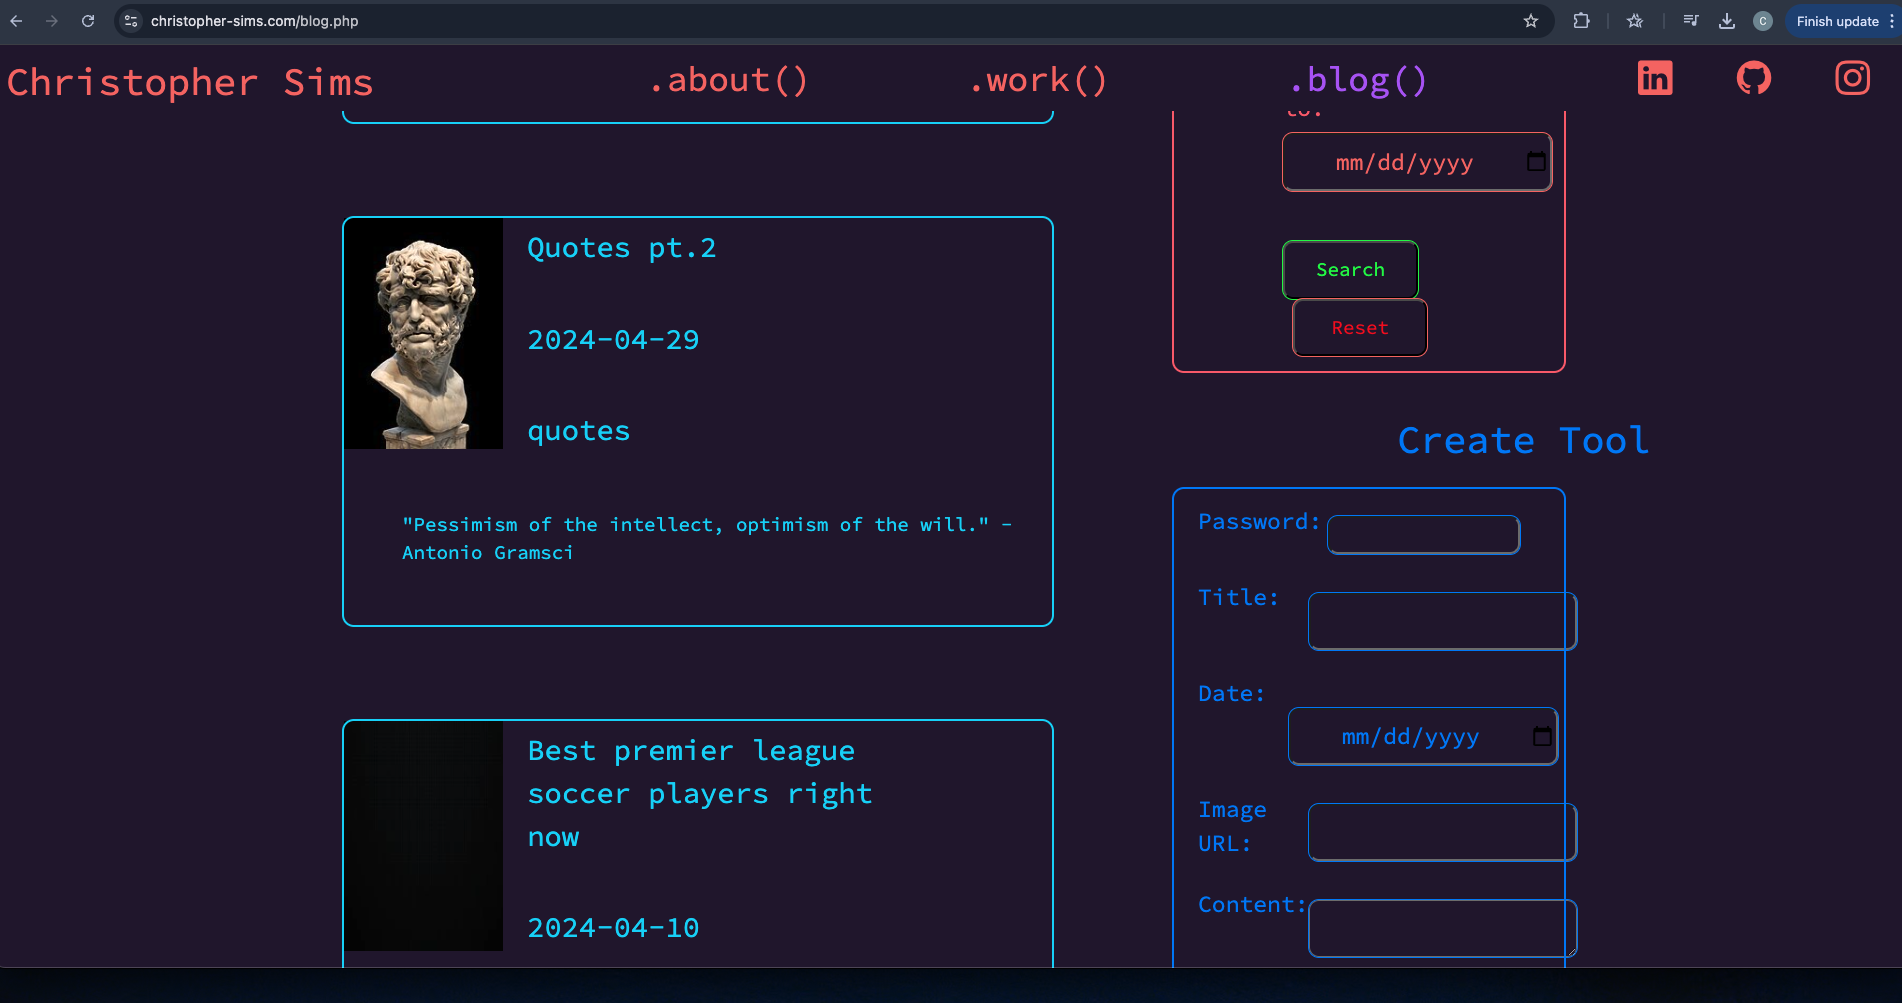 christopher-sims.com/blog.php
C
Finish update
Christopher Sims
.about()
.work()
.blog()
in
to:
mm/dd/yyyy
Search
Reset
Quotes pt.2
2024-04-29
quotes
"Pessimism of the intellect, optimism of the will." -
Antonio Gramsci
Best premier league
soccer players right
now
2024-04-10
Create Tool
Password:
Title:
Date:
mm/dd/yyyy
Image
URL:
Content: